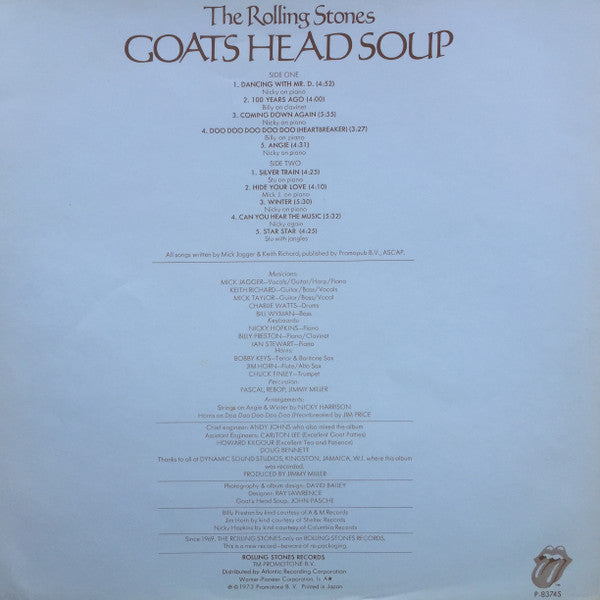 The Rolling Stones
GOATS HEAD SOUP
SIDE ONE
1. DANCING WITH MR. D. (4:52)
Nicky on piano
2. 100 YEARS AGO (4:00)
Billy on clavinet
3. COMING DOWN AGAIN (5:55)
Nicky on piano
4. DOO DOO DOO DOO DOO (HEARTBREAKER) (3:27)
Billy on piano
5. ANGIE (4:31)
Nicky on piano
SIDE TWO
1. SILVER TRAIN (4:25)
Stu on piano
2. HIDE YOUR LOVE (4:10)
Mick J. on piano
3. WINTER (5:30)
Nicky on piano
4. CAN YOU HEAR THE MUSIC (5:32)
Nicky again
5. STAR STAR (4:25)
Stu with jangles
All songs written by Mick Jagger & Keith Richard, published by Promopub B.V., ASCAP.
Musicians:
MICK JAGGER—Vocals/Guitar/Harp/Piano
KEITH RICHARD—Guitar/Bass/Vocals
MICK TAYLOR—Guitar/Bass/Vocal
CHARLIE WATTS—Drums
BILL WYMAN—Bass
Keyboards:
NICKY HOPKINS—Piano
BILLY PRESTON—Piano/Clavinet
IAN STEWART—Piano
Horns:
BOBBY KEYS—Tenor & Baritone Sax
JIM HORN—Flute/Alto Sax
CHUCK FINLEY—Trumpet
Percussion:
PASCAL, REBOP, JIMMY MILLER
Arrangements:
Strings on Angie & Winter by NICKY HARRISON
Horns on Doo Doo Doo Doo Doo (Heartbreaker) by JIM PRICE
Chief engineer: ANDY JOHNS who also mixed the album
Assistant Engineers: CARLTON LEE (Excellent Goat Patties)
HOWARD KILGOUR (Excellent Tea and Patience)
DOUG BENNETT
Thanks to all at DYNAMIC SOUND STUDIOS, KINGSTON, JAMAICA, W.I. where this album
was recorded.
PRODUCED BY JIMMY MILLER
Photography & album design: DAVID BAILEY
Designer: RAY LAWRENCE
Goat's Head Soup: JOHN PASCHE
Billy Preston by kind courtesy of A & M Records
Jim Horn by kind courtesy of Shelter Records
Nicky Hopkins by kind courtesy of Columbia Records
Since 1969, THE ROLLING STONES only on ROLLING STONES RECORDS.
This is a new record—beware of re-packaging.
ROLLING STONES RECORDS
TM PROMOTONE B.V.
Distributed by Atlantic Recording Corporation
Warner-Pioneer Corporation
℗ © 1973 Promotone B.V. Printed in Japan
P-8374S